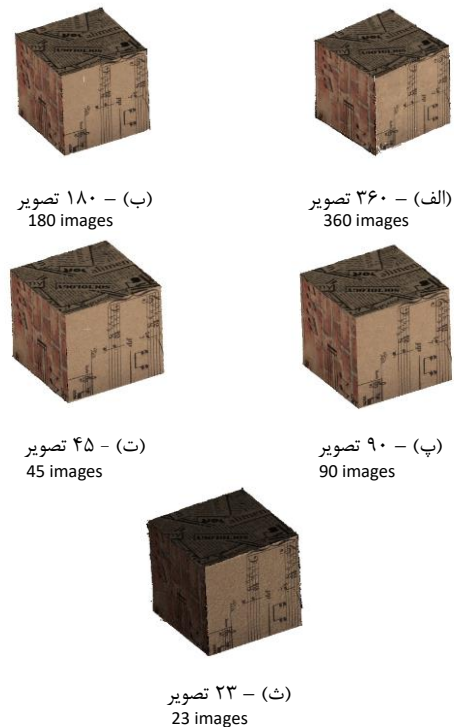 (الف) – ۳۶۰ تصویر
360 images
(ب) – ۱۸۰ تصویر
180 images
(پ) – ۹۰ تصویر
90 images
(ت) - ۴۵ تصویر
45 images
(ث) – ۲۳ تصویر
23 images